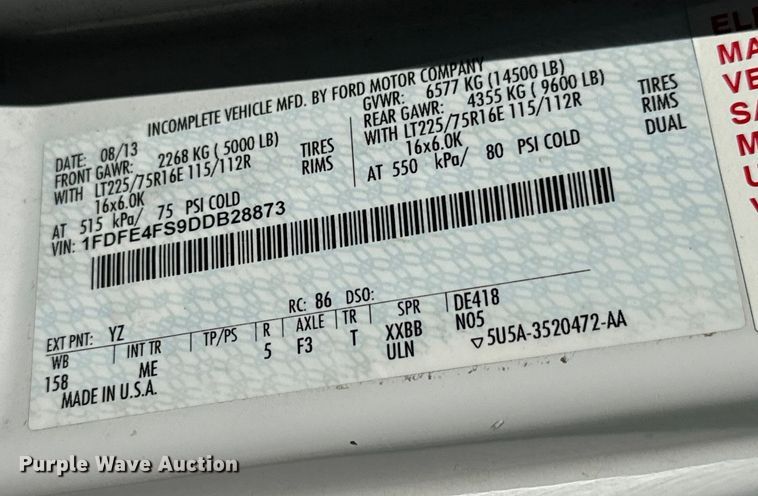 INCOMPLETE VEHICLE MFD. BY FORD MOTOR COMPANY
DATE: 08/13 GVWR: 6577 KG (14500 LB)
FRONT GAWR: 2268 KG ( 5000 LB) REAR GAWR: 4355 KG ( 9600 LB)
WITH LT225/75R16E 115/112R TIRES WITH LT225/75R16E 115/112R TIRES
16x6.0K RIMS 16x6.0K RIMS
AT 515 kPa/ 75 PSI COLD AT 550 kPa/ 80 PSI COLD DUAL
VIN: 1FDFE4FS9DDB28873
EXT PNT: YZ RC: 86 DSO:
WB INT TR TP/PS R AXLE TR SPR DE418
158 ME 5 F3 T XXBB N05
ULN ▽5U5A-3520472-AA
MADE IN U.S.A.
MA
VE
SA
M
U
Purple Wave Auction